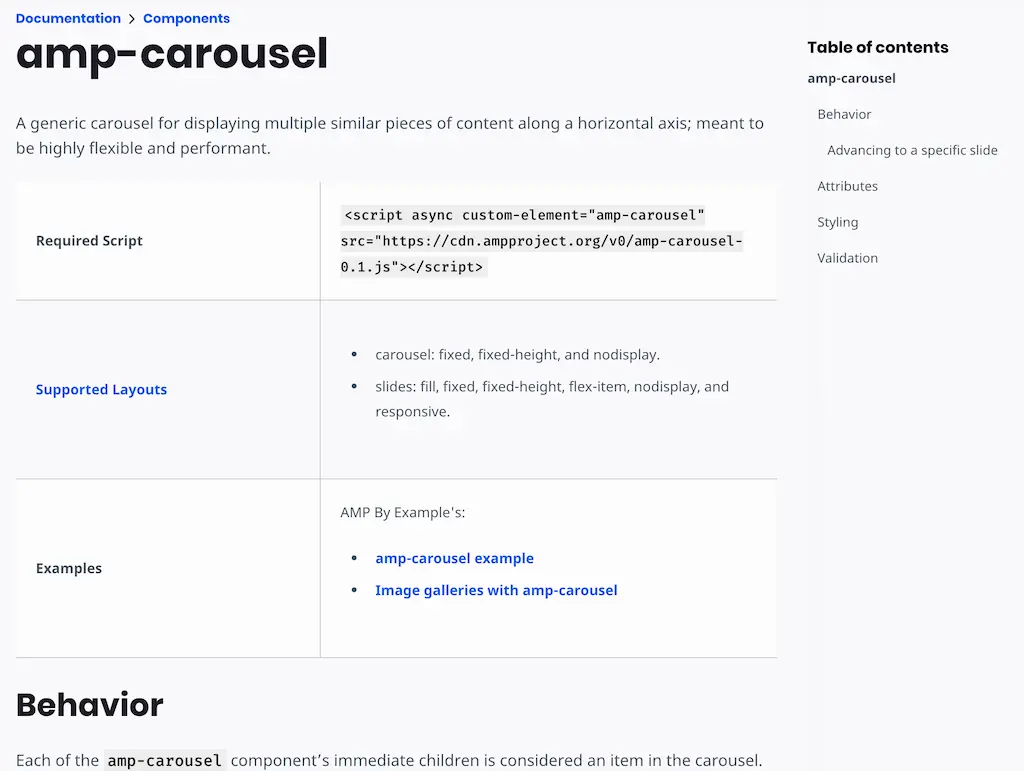 Documentation > Components
amp-carousel
A generic carousel for displaying multiple similar pieces of content along a horizontal axis; meant to
be highly flexible and performant.
Required Script
<script async custom-element="amp-carousel"
src="https://cdn.ampproject.org/v0/amp-carousel-
0.1.js"></script>
Supported Layouts
• carousel: fixed, fixed-height, and nodisplay.
• slides: fill, fixed, fixed-height, flex-item, nodisplay, and
responsive.
Examples
AMP By Example's:
• amp-carousel example
• Image galleries with amp-carousel
Behavior
Each of the amp-carousel component’s immediate children is considered an item in the carousel.
Table of contents
amp-carousel
Behavior
Advancing to a specific slide
Attributes
Styling
Validation